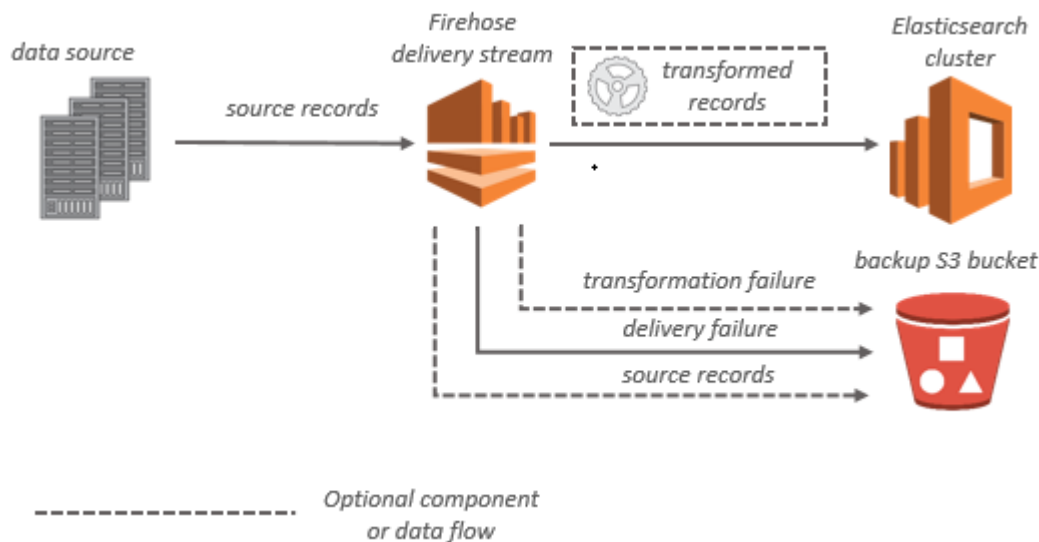 data source
source records
Firehose
delivery stream
transformed
records
Elasticsearch
cluster
backup S3 bucket
transformation failure
delivery failure
source records
Optional component
or data flow